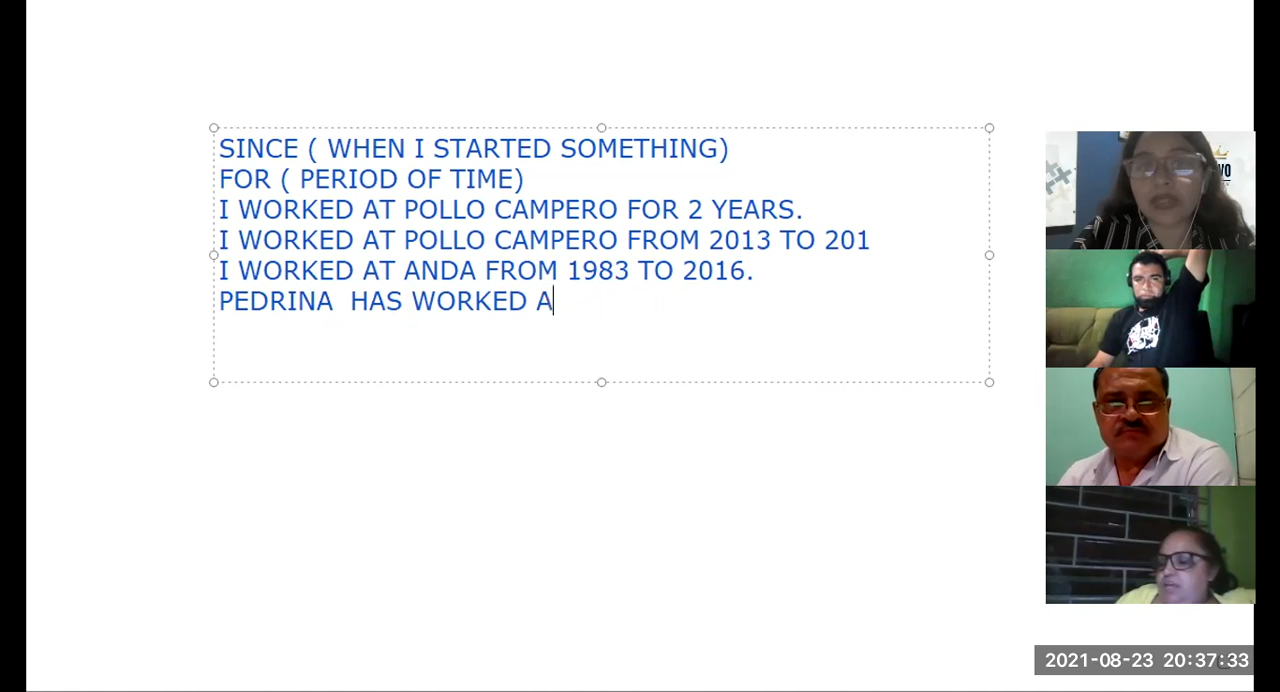 SINCE ( WHEN I STARTED SOMETHING)
FOR ( PERIOD OF TIME)
I WORKED AT POLLO CAMPERO FOR 2 YEARS.
I WORKED AT POLLO CAMPERO FROM 2013 TO 201
I WORKED AT ANDA FROM 1983 TO 2016.
PEDRINA  HAS WORKED A
2021-08-23 20:37:33